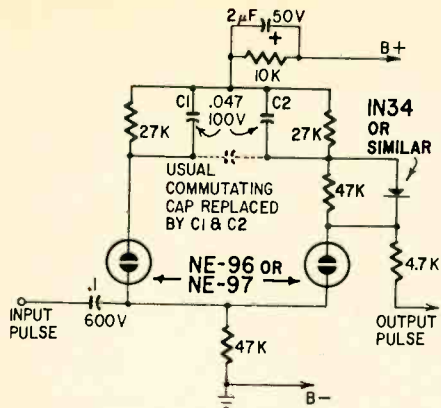 2µF 50V
+
B+
10K
C1 .047 C2
100V
27K
27K
IN34
OR
SIMILAR
USUAL
COMMUTATING
CAP REPLACED
BY C1 & C2
47K
NE-96 OR
NE-97
4.7K
.1
INPUT
PULSE
600V
47K
OUTPUT
PULSE
B-